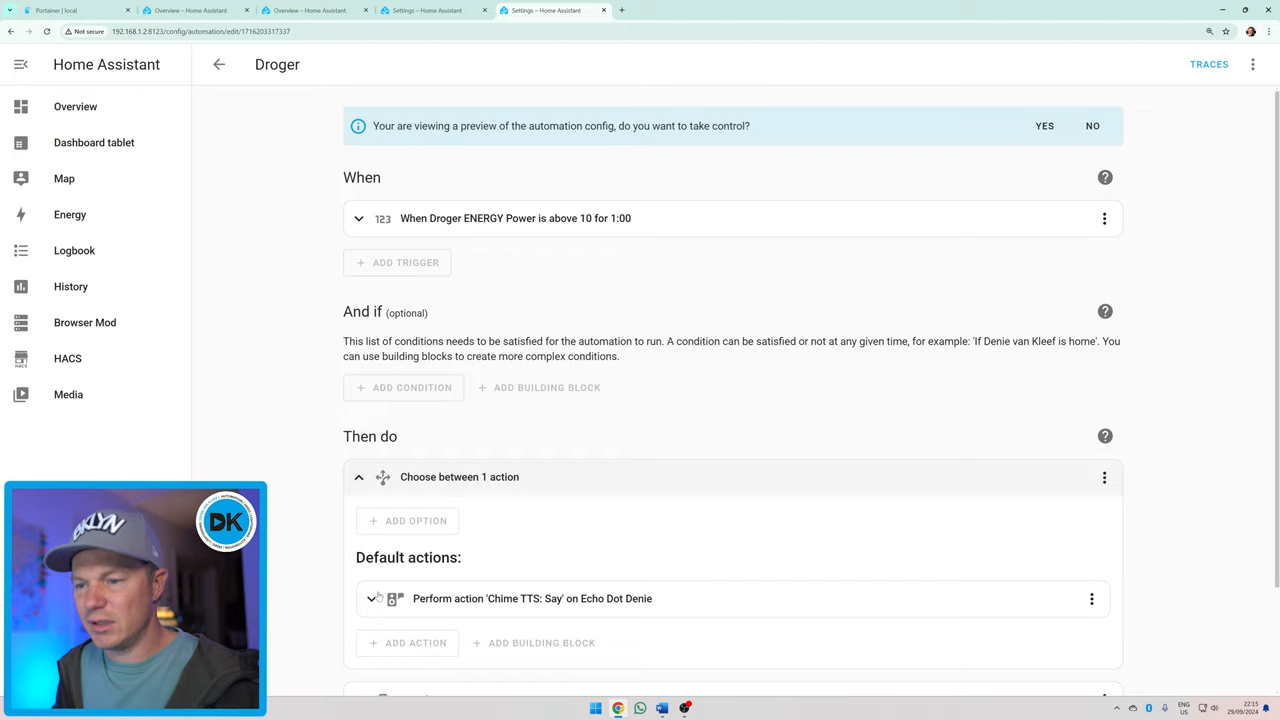 Portainer | local
Overview – Home Assistant
Overview – Home Assistant
Settings – Home Assistant
Settings – Home Assistant
Not secure
192.168.1.2:8123/config/automation/edit/1716203317337
Home Assistant
Droger
TRACES
Overview
Dashboard tablet
Map
Energy
Logbook
History
Browser Mod
HACS
HACS
Media
Your are viewing a preview of the automation config, do you want to take control?
YES
NO
When
123
When Droger ENERGY Power is above 10 for 1:00
+ ADD TRIGGER
And if (optional)
This list of conditions needs to be satisfied for the automation to run. A condition can be satisfied or not at any given time, for example: 'If Denie van Kleef is home'. You
can use building blocks to create more complex conditions.
+ ADD CONDITION
+ ADD BUILDING BLOCK
Then do
Choose between 1 action
+ ADD OPTION
Default actions:
Perform action 'Chime TTS: Say' on Echo Dot Denie
+ ADD ACTION
+ ADD BUILDING BLOCK
DK
ENG
US
22:15
29/09/2024